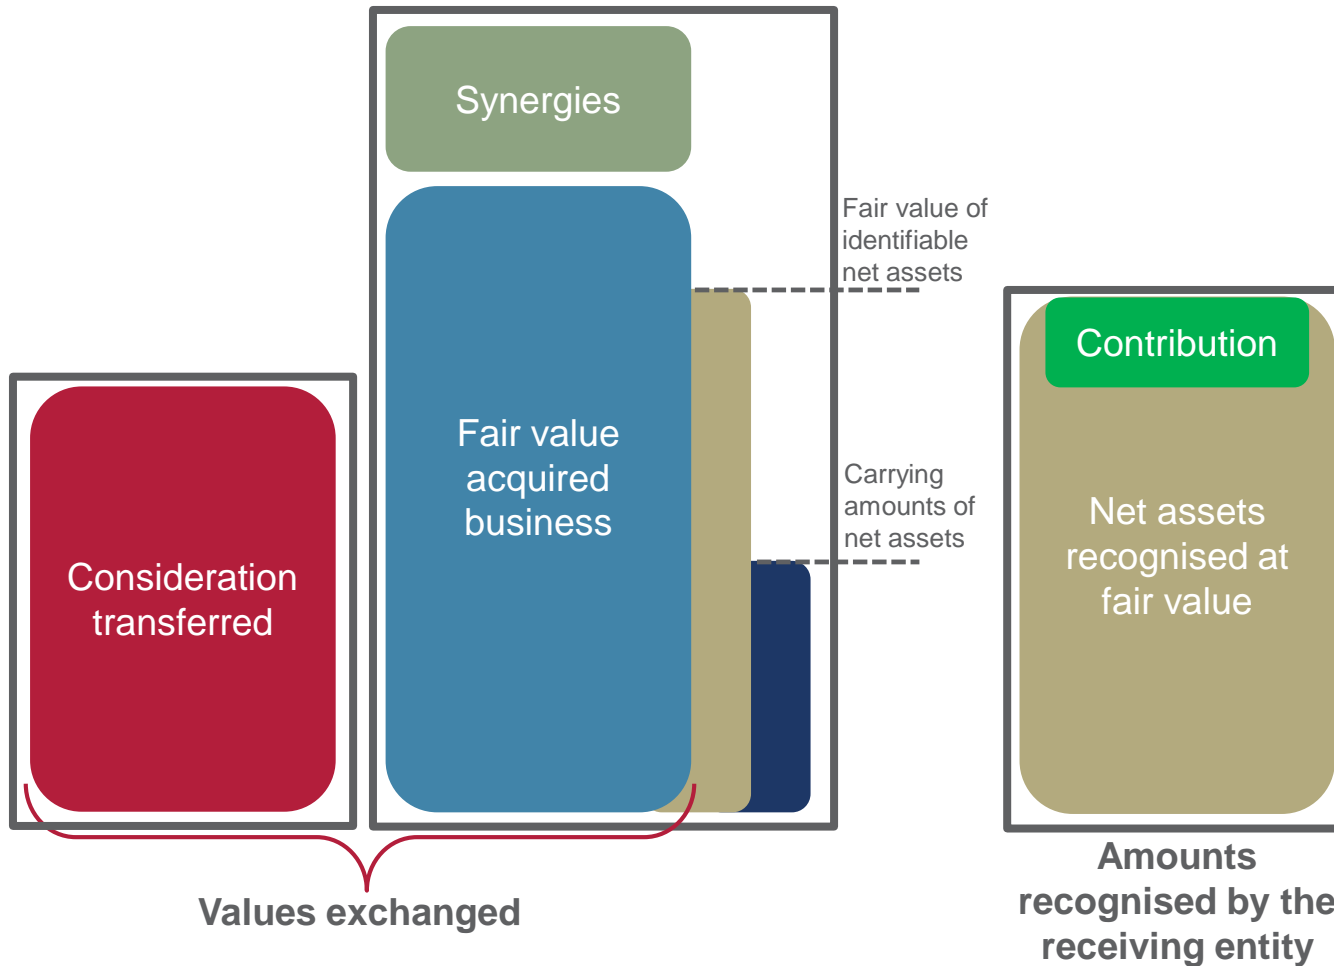 Synergies
Fair value of
identifiable
net assets
Contribution
Fair value
acquired
business
Carrying
amounts of
net assets
Net assets
recognised at
fair value
Consideration
transferred
Values exchanged
Amounts
recognised by the
receiving entity